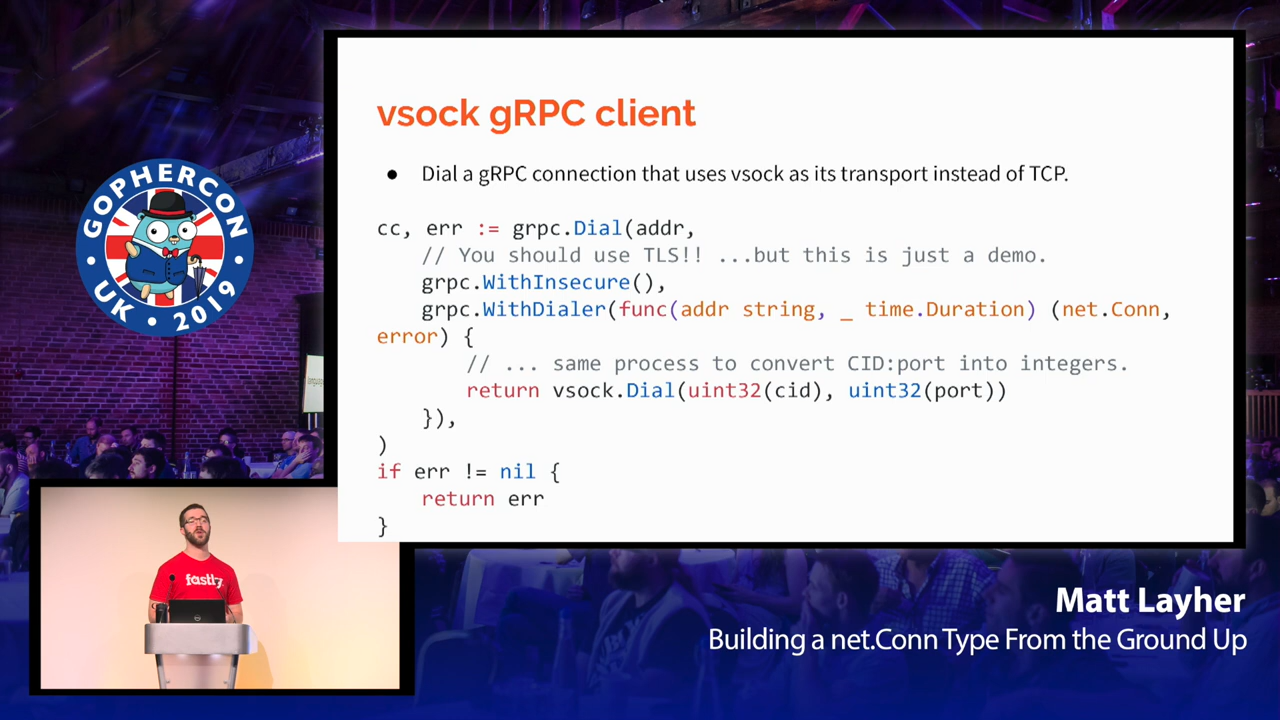 GOPHERCON
UK • 2019
vsock gRPC client
● Dial a gRPC connection that uses vsock as its transport instead of TCP.
cc, err := grpc.Dial(addr,
// You should use TLS!! ...but this is just a demo.
grpc.WithInsecure(),
grpc.WithDialer(func(addr string, _ time.Duration) (net.Conn,
error) {
// ... same process to convert CID:port into integers.
return vsock.Dial(uint32(cid), uint32(port))
}),
)
if err != nil {
return err
}
fastly
Matt Layher
Building a net.Conn Type From the Ground Up